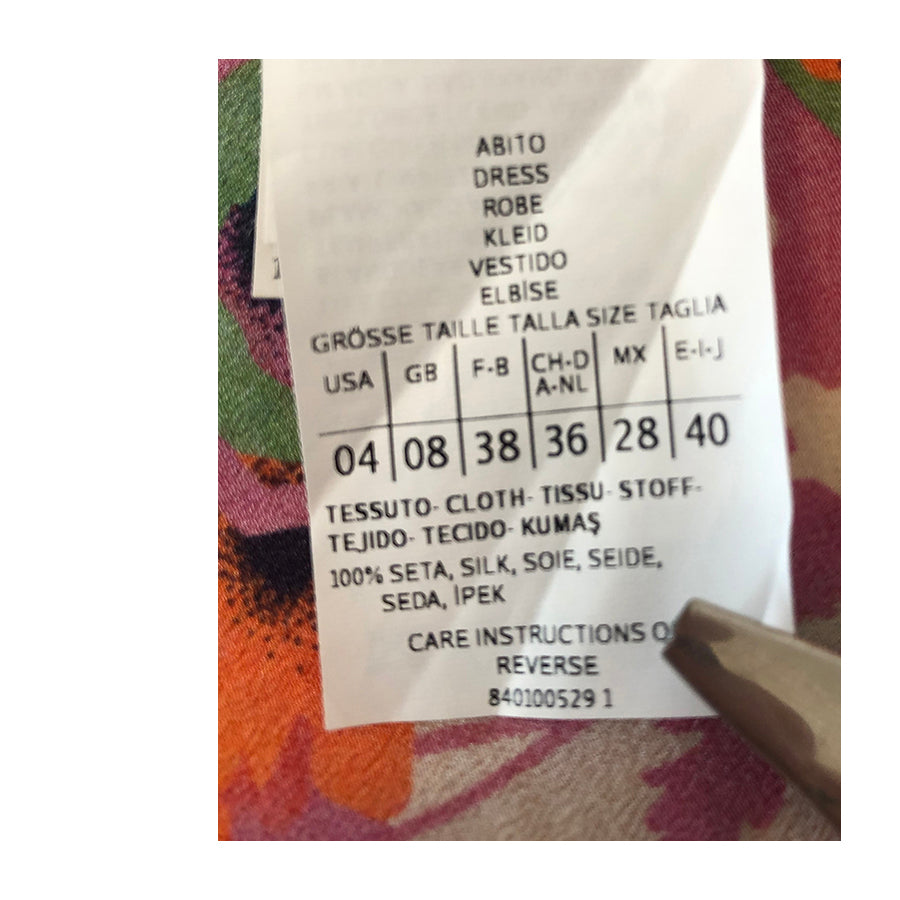 ABITO
DRESS
ROBE
KLEID
VESTIDO
ELBİSE
GRÖSSE TAILLE TALLA SIZE TAGLIA
USA GB F-B CH-D A-NL MX E-I-J
04 08 38 36 28 40
TESSUTO- CLOTH- TISSU- STOFF-
TEJIDO- TECIDO- KUMAŞ
100% SETA, SILK, SOIE, SEIDE,
SEDA, İPEK
CARE INSTRUCTIONS
REVERSE
840100529 1